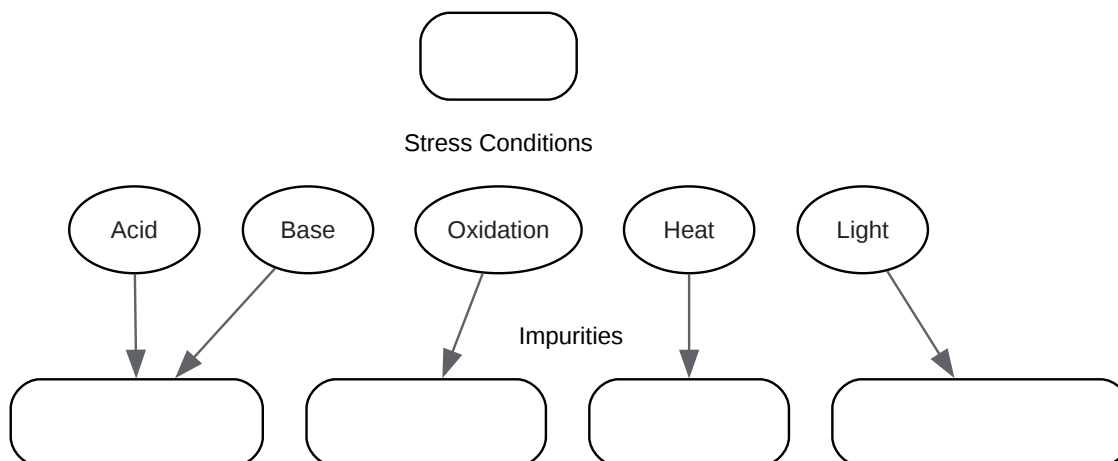 Stress Conditions
Acid
Base
Oxidation
Heat
Light
Impurities